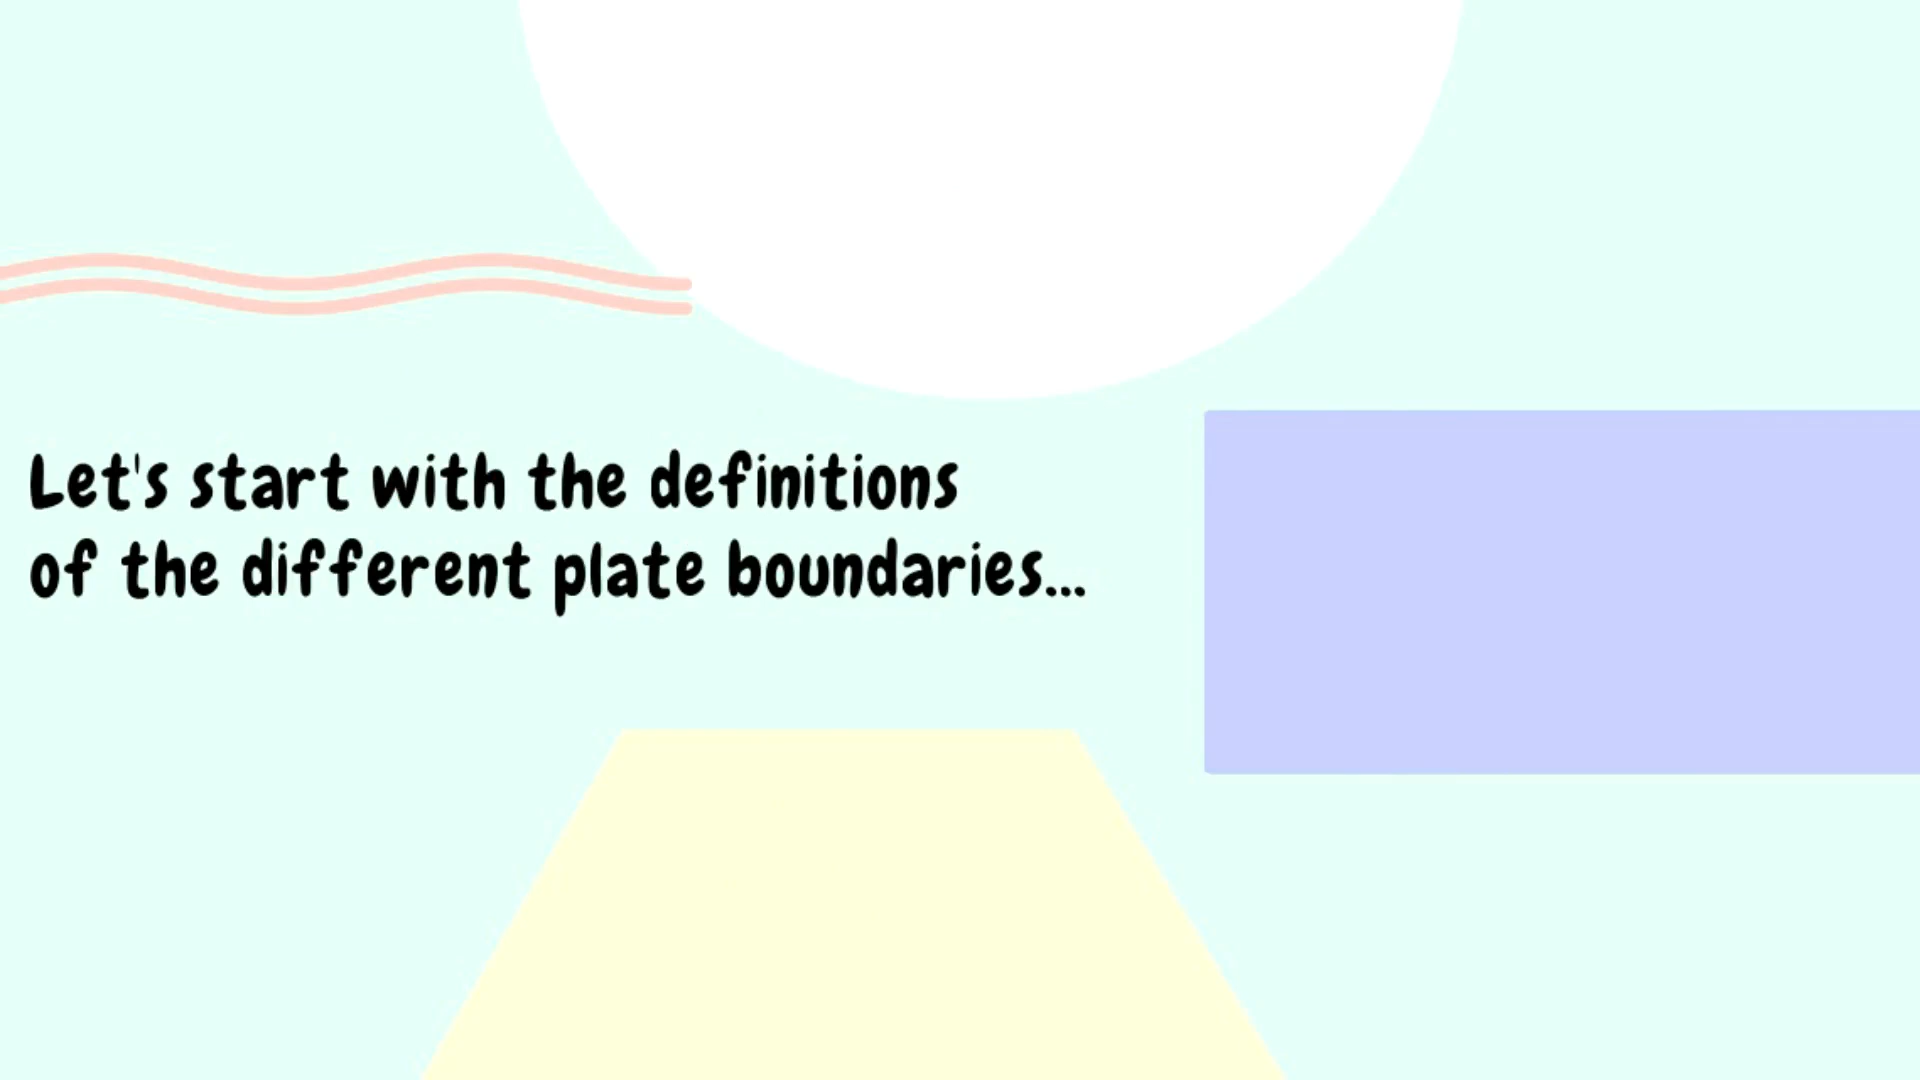 Let's start with the definitions
of the different plate boundaries...